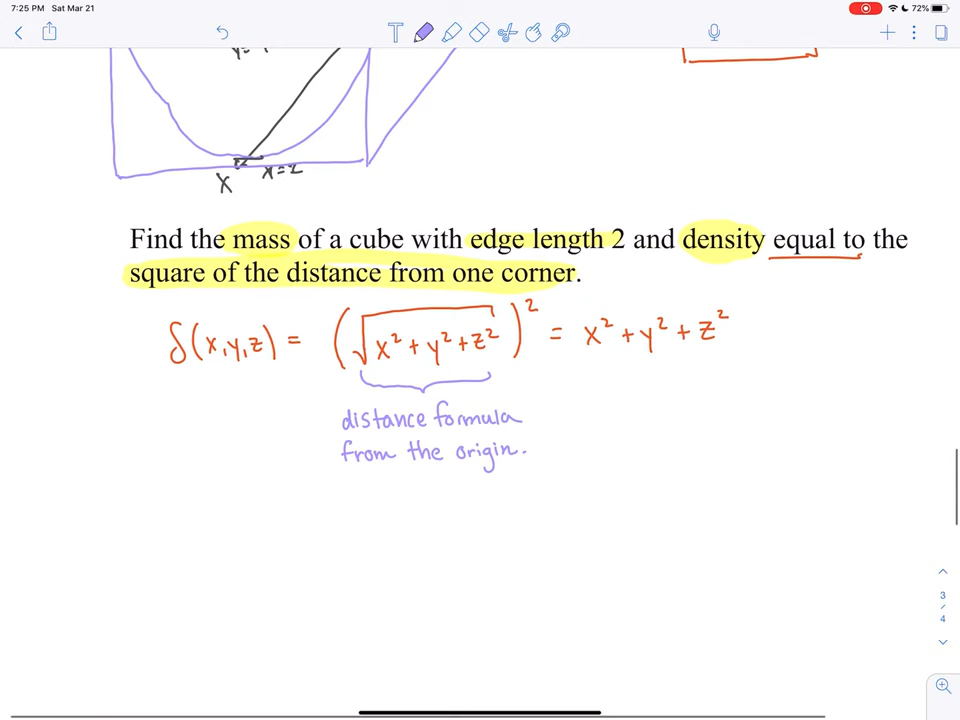 7:25 PM Sat Mar 21
72%
T
x
x=2
Find the mass of a cube with edge length 2 and density equal to the
square of the distance from one corner.
δ(x,y,z) = (√x²+y²+z²)² = x²+y²+z²
distance formula
from the origin.
3
/
4